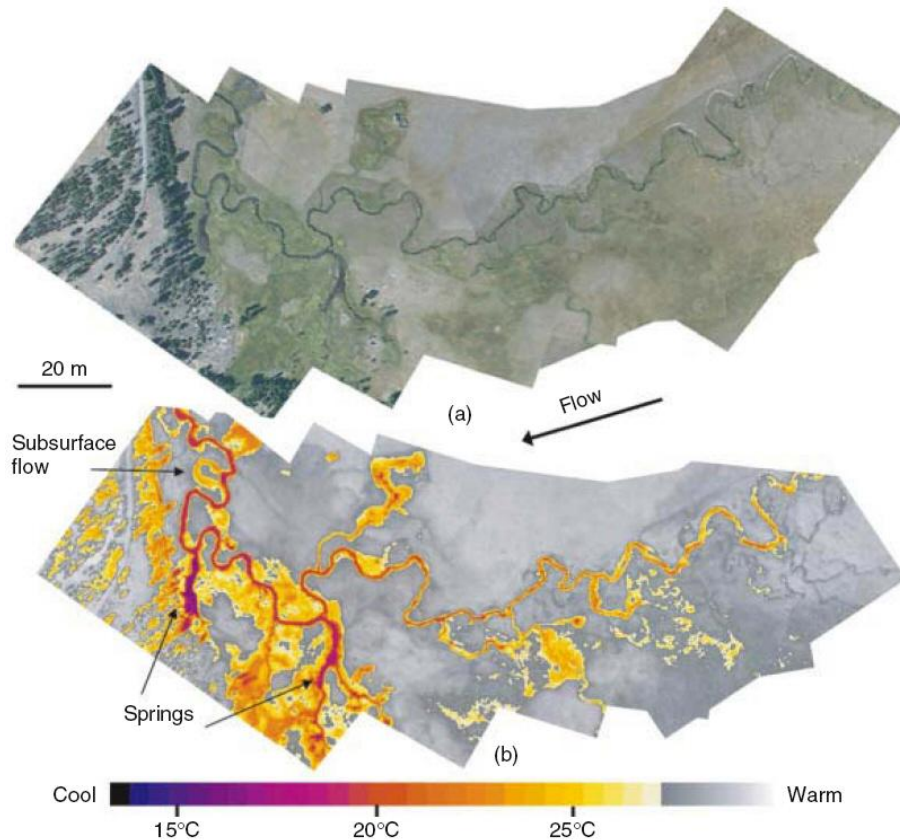 20 m
(a)
Flow
Subsurface
flow
Springs
(b)
Cool
Warm
15°C
20°C
25°C